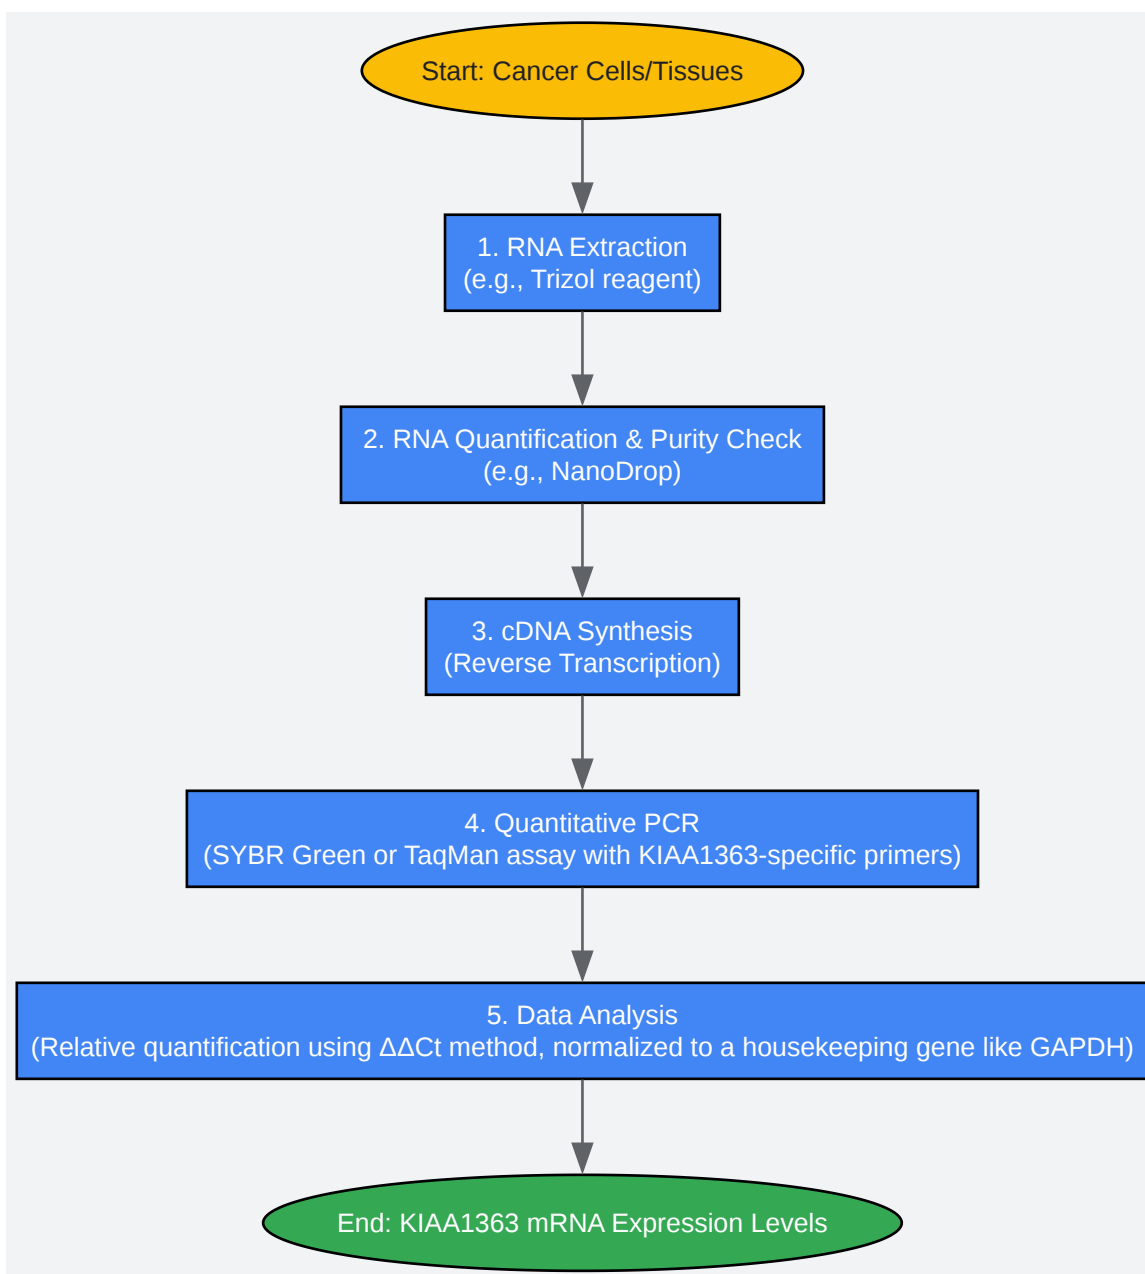 Start: Cancer Cells/Tissues
1. RNA Extraction
(e.g., Trizol reagent)
2. RNA Quantification & Purity Check
(e.g., NanoDrop)
3. cDNA Synthesis
(Reverse Transcription)
4. Quantitative PCR
(SYBR Green or TaqMan assay with KIAA1363-specific primers)
5. Data Analysis
(Relative quantification using ΔΔCt method, normalized to a housekeeping gene like GAPDH)
End: KIAA1363 mRNA Expression Levels